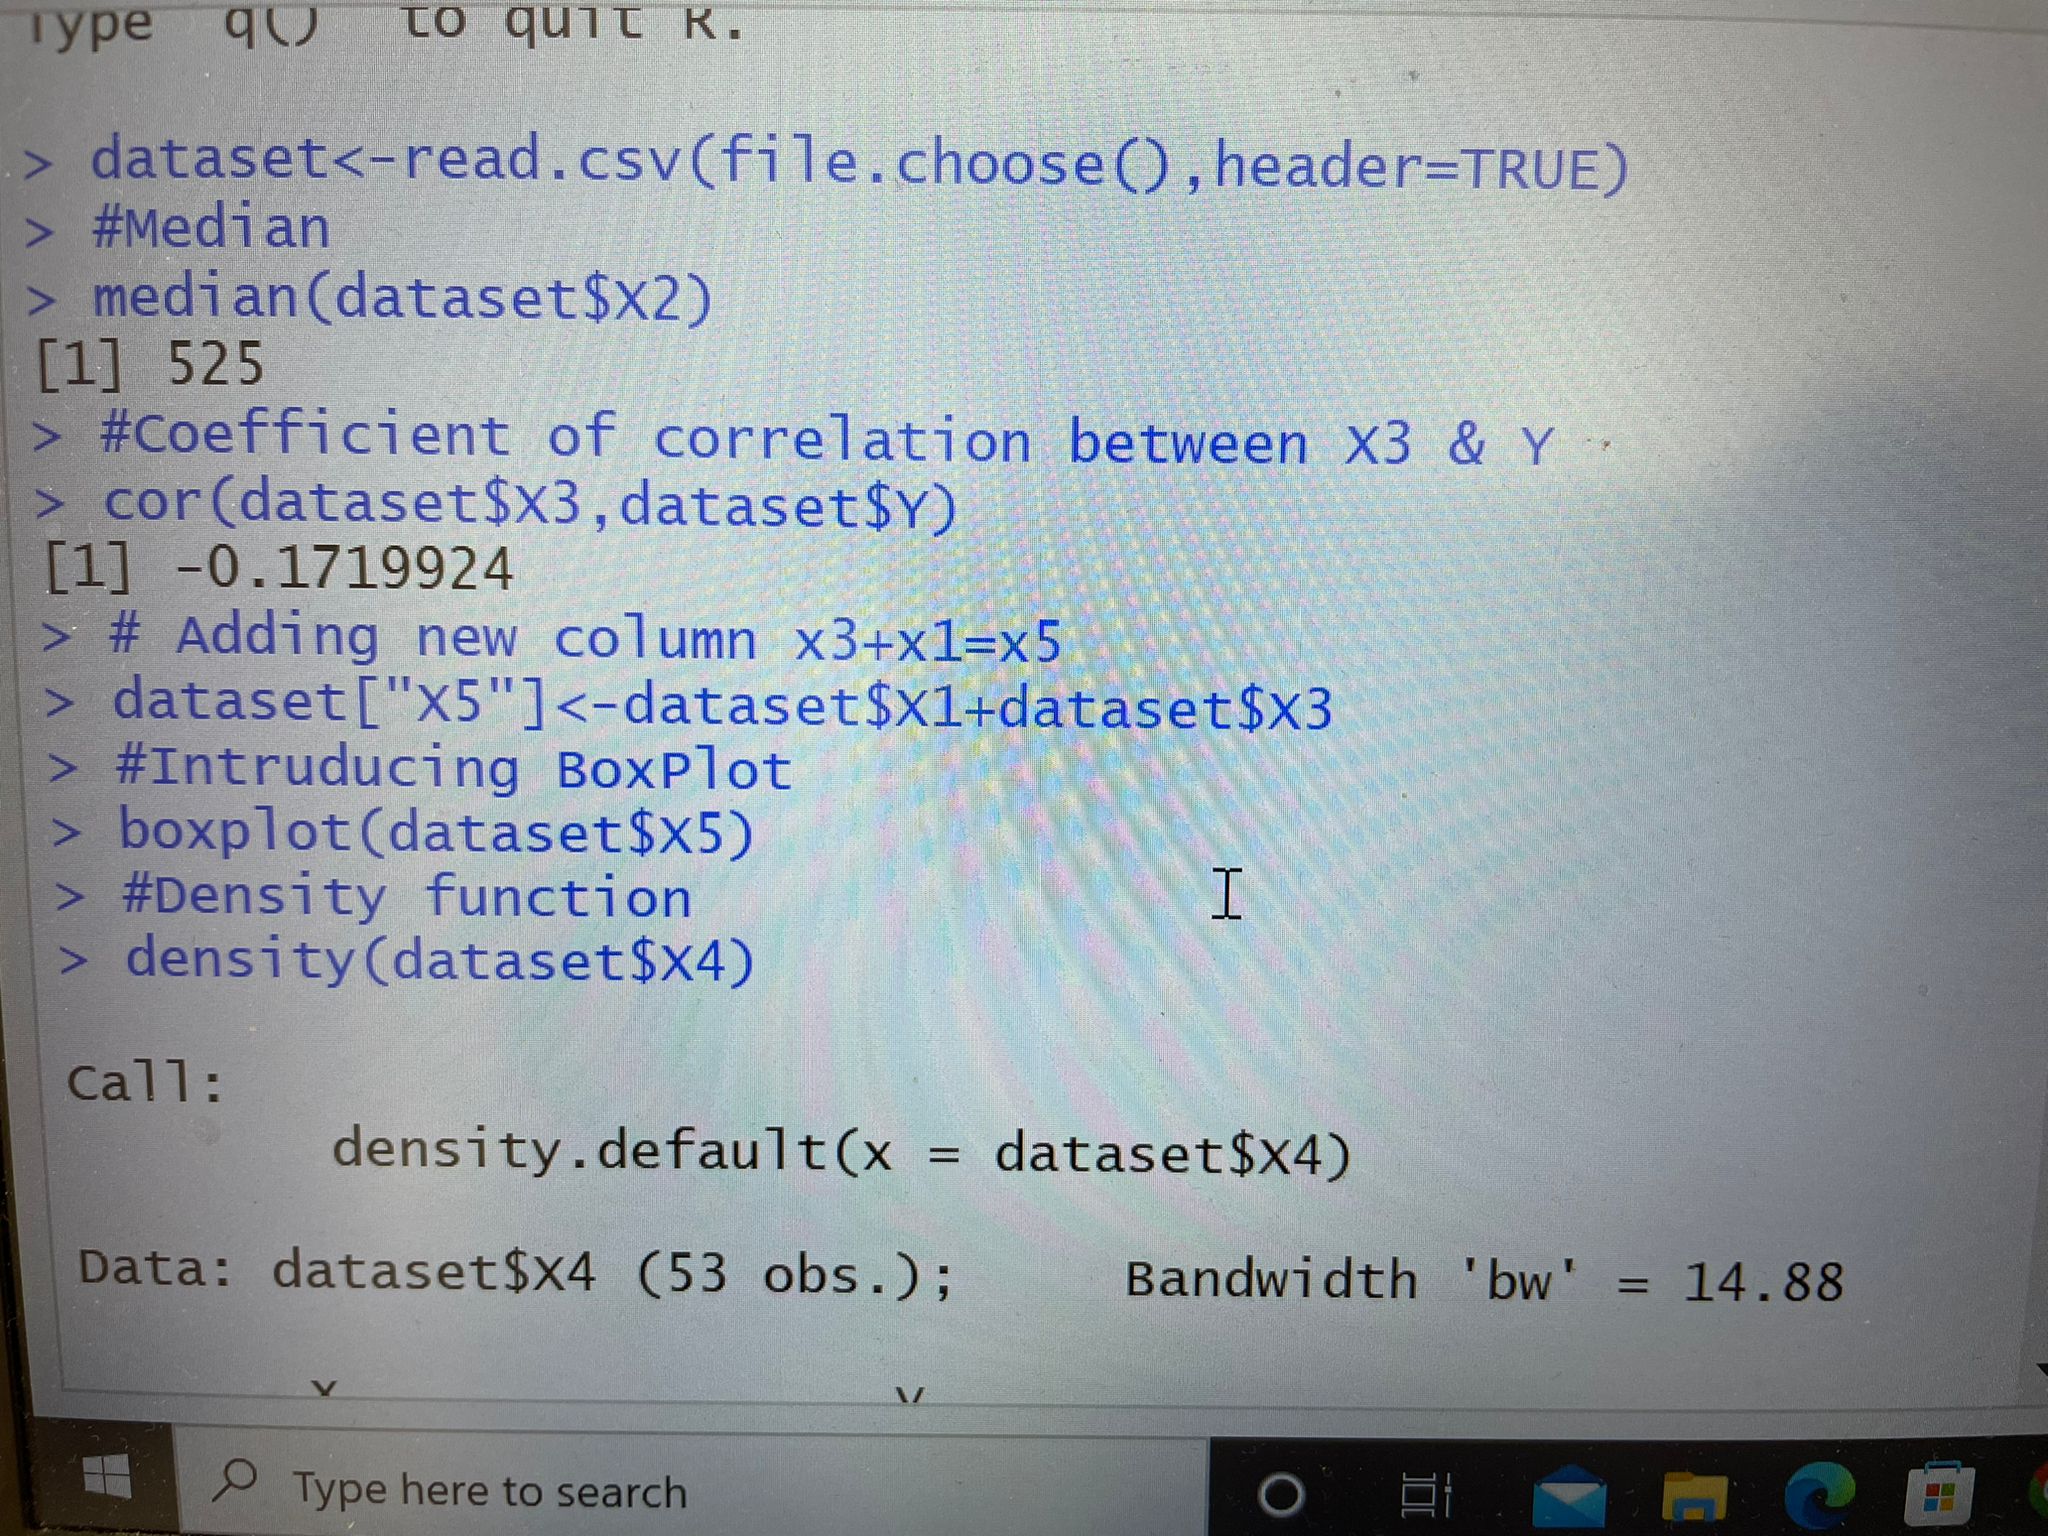 Type q() to quit R.
> dataset<-read.csv(file.choose(),header=TRUE)
> #Median
> median(dataset$X2)
[1] 525
> #Coefficient of correlation between X3 & Y
> cor(dataset$X3,dataset$Y)
[1] -0.1719924
> # Adding new column x3+x1=x5
> dataset["X5"]<-dataset$X1+dataset$X3
> #Intruducing BoxPlot
> boxplot(dataset$X5)
> #Density function
> density(dataset$X4)
Call:
density.default(x = dataset$X4)
Data: dataset$X4 (53 obs.); Bandwidth 'bw' = 14.88
Type here to search